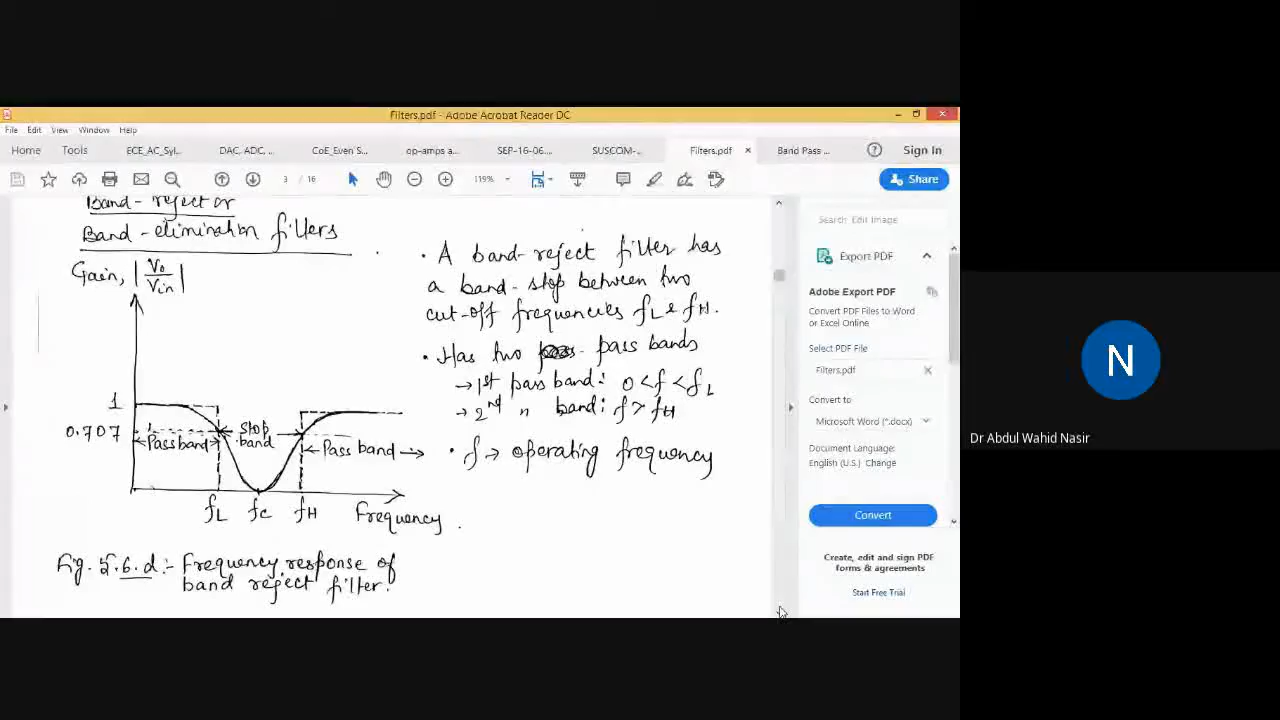 Filters.pdf - Adobe Acrobat Reader DC
File Edit View Window Help
Home Tools ECE_AC_Syl... DAC, ADC, ... CoE_Even S... op-amps a... SEP-16-06.... SUSCOM-... Filters.pdf × Band Pass ... Sign In
3 / 16 119% Share
Band-reject or
Band-elimination filters
Gain, |Vo/Vin|
1
0.707
Pass band
Stop band
Pass band
fL fc fH Frequency
Fig. 5.6.d:- Frequency response of
band reject filter.
• A band-reject filter has
a band-stop between two
cut-off frequencies fL & fH.
• Has two pass bands
→ 1st pass band: 0 < f < fL
→ 2nd " band: f > fH
• f → operating frequency
Search 'Edit Image'
Export PDF
Adobe Export PDF
Convert PDF Files to Word
or Excel Online
Select PDF File
Filters.pdf ×
Convert to
Microsoft Word (*.docx)
Document Language:
English (U.S.) Change
Convert
Create, edit and sign PDF
forms & agreements
Start Free Trial
N
Dr Abdul Wahid Nasir